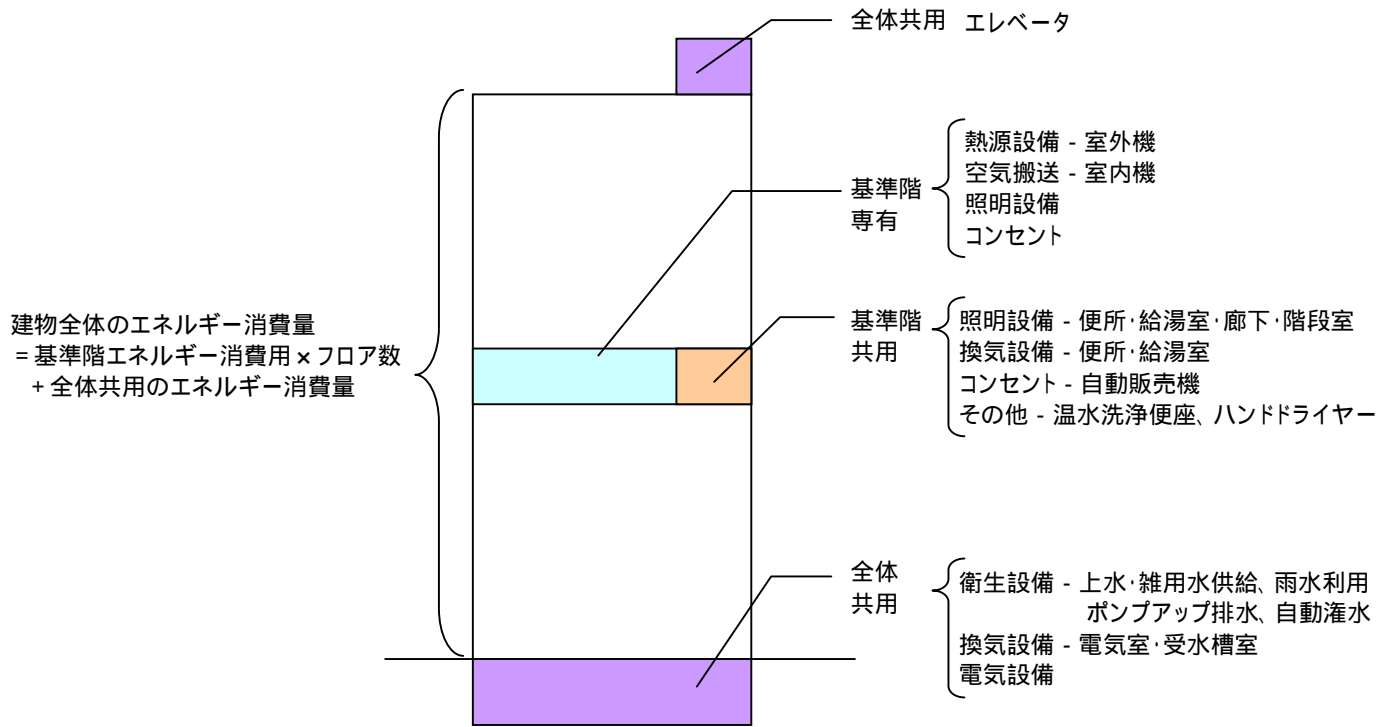 全体共用 エレベータ
基準階
専有
熱源設備 - 室外機
空気搬送 - 室内機
照明設備
コンセント
建物全体のエネルギー消費量
= 基準階エネルギー消費用 × フロア数
+ 全体共用のエネルギー消費量
基準階
共用
照明設備 - 便所・給湯室・廊下・階段室
換気設備 - 便所・給湯室
コンセント - 自動販売機
その他 - 温水洗浄便座、ハンドドライヤー
全体
共用
衛生設備 - 上水・雑用水供給、雨水利用
ポンプアップ排水、自動潅水
換気設備 - 電気室・受水槽室
電気設備